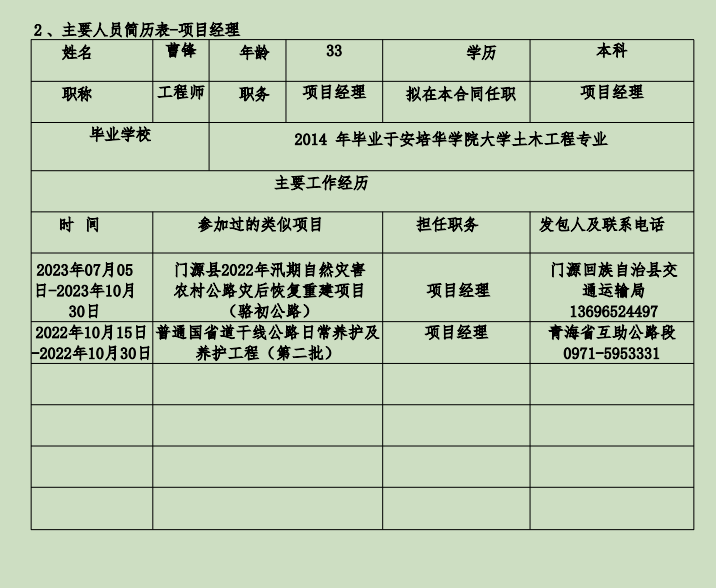 2、主要人员简历表-项目经理
姓名 曹锋 年龄 33 学历 本科
职称 工程师 职务 项目经理 拟在本合同任职 项目经理
毕业学校 2014 年毕业于安培华学院大学土木工程专业
主要工作经历
时 间 参加过的类似项目 担任职务 发包人及联系电话
2023年07月05
日-2023年10月
30日
门源县2022年汛期自然灾害
农村公路灾后恢复重建项目
（骆初公路）
项目经理
门源回族自治县交
通运输局
13696524497
2022年10月15日
-2022年10月30日
普通国省道干线公路日常养护及
养护工程（第二批）
项目经理
青海省互助公路段
0971-5953331